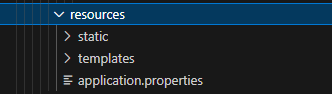 resources
static
templates
application.properties